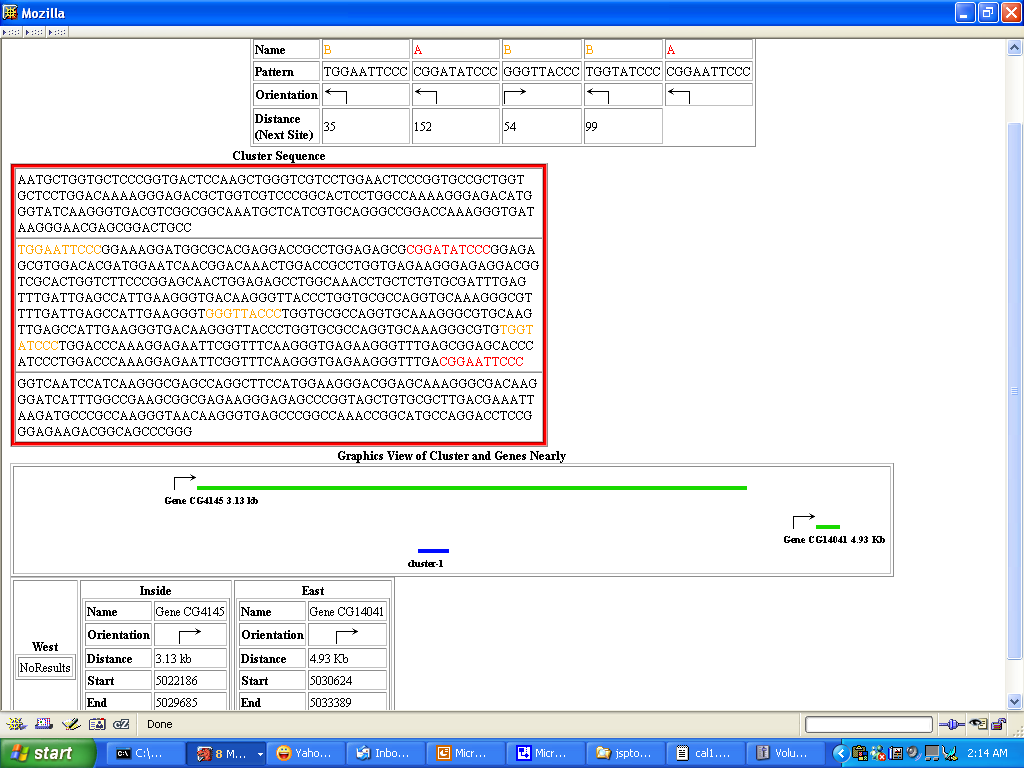 Mozilla
Name B A B B A
Pattern TGGAATTCCC CGGATATCCC GGGTTACCC TGGTATCCC CGGAATTCCC
Orientation
Distance
(Next Site) 35 152 54 99
Cluster Sequence
AATGCTGGTGCTCCCGGTGACTCCAAGCTGGGTCGTCCTGGAACTCCCGGTGCCGCTGGT
GCTCCTGGACAAAAGGGAGACGCTGGTCGTCCCGGCACTCCTGGCCAAAAGGGAGACATG
GGTATCAAGGGTGACGTCGGCGGCAAATGCTCATCGTGCAGGGCCGGACCAAAGGGTGAT
AAGGGAACGAGCGGACTGCC
TGGAATTCCCGGAAAGGATGGCGCACGAGGACCGCCTGGAGAGCGCGGATATCCCGGAGA
GCGTGGACACGATGGAATCAACGGACAAACTGGACCGCCTGGTGAGAAGGGAGAGGACGG
TCGCACTGGTCTTCCCGGAGCAACTGGAGAGCCTGGCAAACCTGCTCTGTGCGATTTGAG
TTTGATTGAGCCATTGAAGGGTGACAAGGGTTACCCTGGTGCGCCAGGTGCAAAGGGCGT
TTTGATTGAGCCATTGAAGGGTGGGTTACCCTGGTGCGCCAGGTGCAAAGGGCGTGCAAG
TTGAGCCATTGAAGGGTGACAAGGGTTACCCTGGTGCGCCAGGTGCAAAGGGCGTGTGGT
ATCCCTGGACCCAAAGGAGAATTCGGTTTCAAGGGTGAGAAGGGTTTGAGCGGAGCACCC
ATCCCTGGACCCAAAGGAGAATTCGGTTTCAAGGGTGAGAAGGGTTTGACGGAATTCCC
GGTCAATCCATCAAGGGCGAGCCAGGCTTCCATGGAAGGGACGGAGCAAAGGGCGACAAG
GGATCATTTGGCCGAAGCGGCGAGAAGGGAGAGCCCGGTAGCTGTGCGCTTGACGAAATT
AAGATGCCCGCCAAGGGTAACAAGGGTGAGCCCGGCCAAACCGGCATGCCAGGACCTCCG
GGAGAAGACGGCAGCCCGGG
Graphics View of Cluster and Genes Nearly
Gene CG4145 3.13 kb
Gene CG14041 4.93 Kb
cluster-1
West
NoResults
Inside
Name Gene CG4145
Orientation
Distance 3.13 kb
Start 5022186
End 5029685
East
Name Gene CG14041
Orientation
Distance 4.93 Kb
Start 5030624
End 5033389
Done
start C:\... 8 M... Yaho... Inbo... Micr... Micr... jspto... cal1.... Volu... 2:14 AM